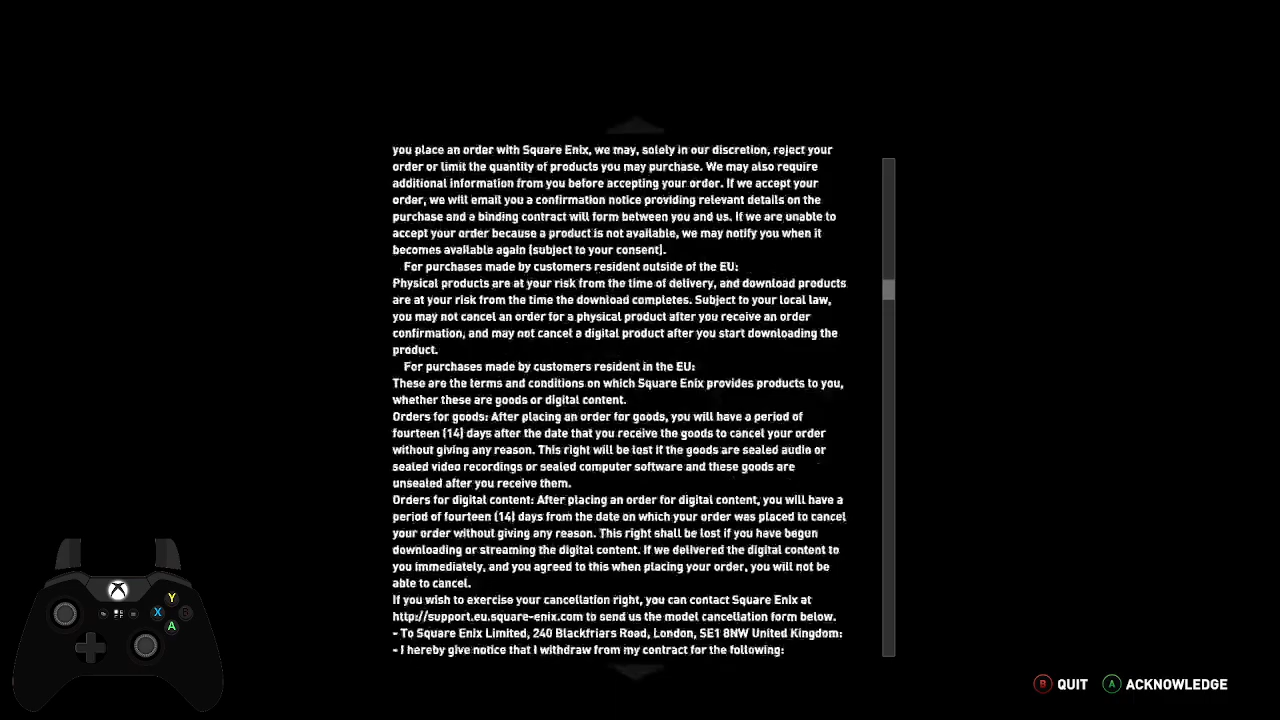 you place an order with Square Enix, we may, solely in our discretion, reject your
order or limit the quantity of products you may purchase. We may also require
additional information from you before accepting your order. If we accept your
order, we will email you a confirmation notice providing relevant details on the
purchase and a binding contract will form between you and us. If we are unable to
accept your order because a product is not available, we may notify you when it
becomes available again (subject to your consent).
For purchases made by customers resident outside of the EU:
Physical products are at your risk from the time of delivery, and download products
are at your risk from the time the download completes. Subject to your local law,
you may not cancel an order for a physical product after you receive an order
confirmation, and may not cancel a digital product after you start downloading the
product.
For purchases made by customers resident in the EU:
These are the terms and conditions on which Square Enix provides products to you,
whether these are goods or digital content.
Orders for goods: After placing an order for goods, you will have a period of
fourteen (14) days after the date that you receive the goods to cancel your order
without giving any reason. This right will be lost if the goods are sealed audio or
sealed video recordings or sealed computer software and these goods are
unsealed after you receive them.
Orders for digital content: After placing an order for digital content, you will have a
period of fourteen (14) days from the date on which your order was placed to cancel
your order without giving any reason. This right shall be lost if you have begun
downloading or streaming the digital content. If we delivered the digital content to
you immediately, and you agreed to this when placing your order, you will not be
able to cancel.
If you wish to exercise your cancellation right, you can contact Square Enix at
http://support.eu.square-enix.com to send us the model cancellation form below.
- To Square Enix Limited, 240 Blackfriars Road, London, SE1 8NW United Kingdom:
- I hereby give notice that I withdraw from my contract for the following:
Y
X B
A
B QUIT A ACKNOWLEDGE